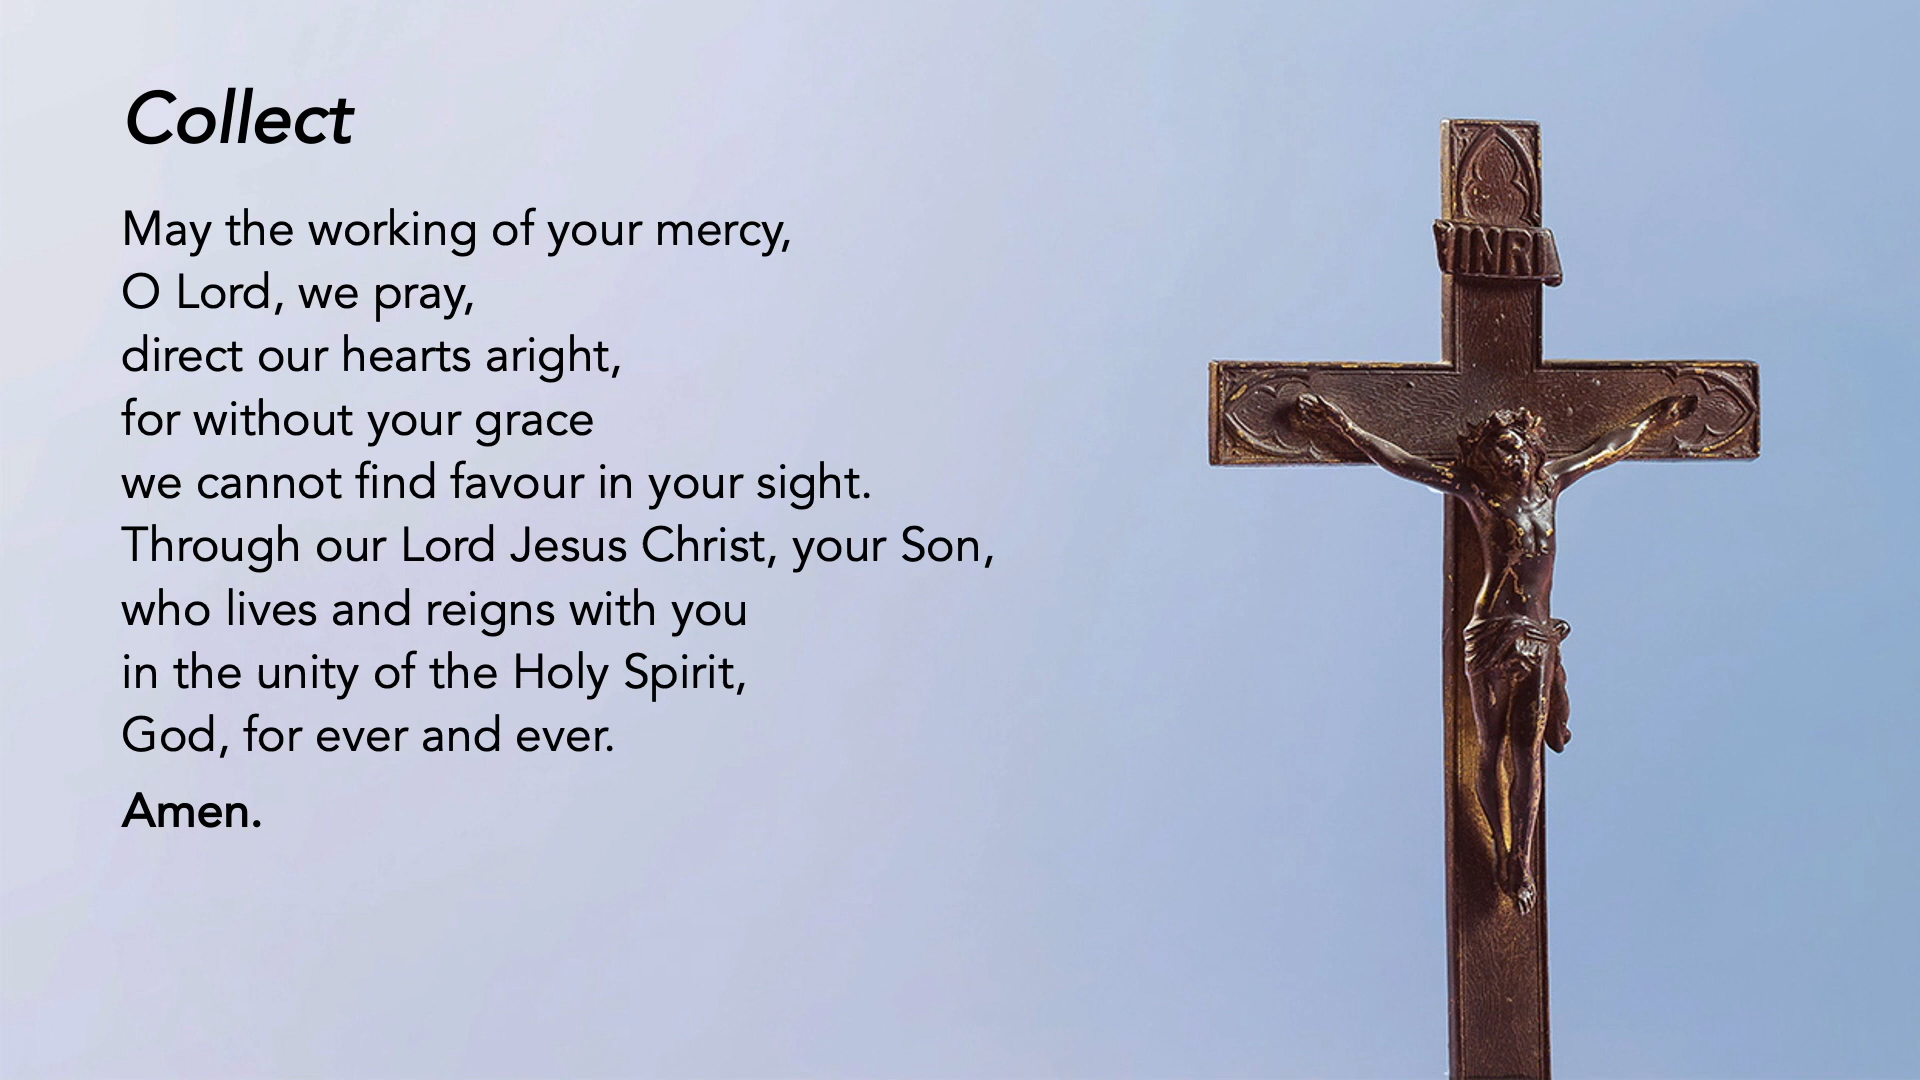 Collect
May the working of your mercy,
O Lord, we pray,
direct our hearts aright,
for without your grace
we cannot find favour in your sight.
Through our Lord Jesus Christ, your Son,
who lives and reigns with you
in the unity of the Holy Spirit,
God, for ever and ever.
Amen.
INRI